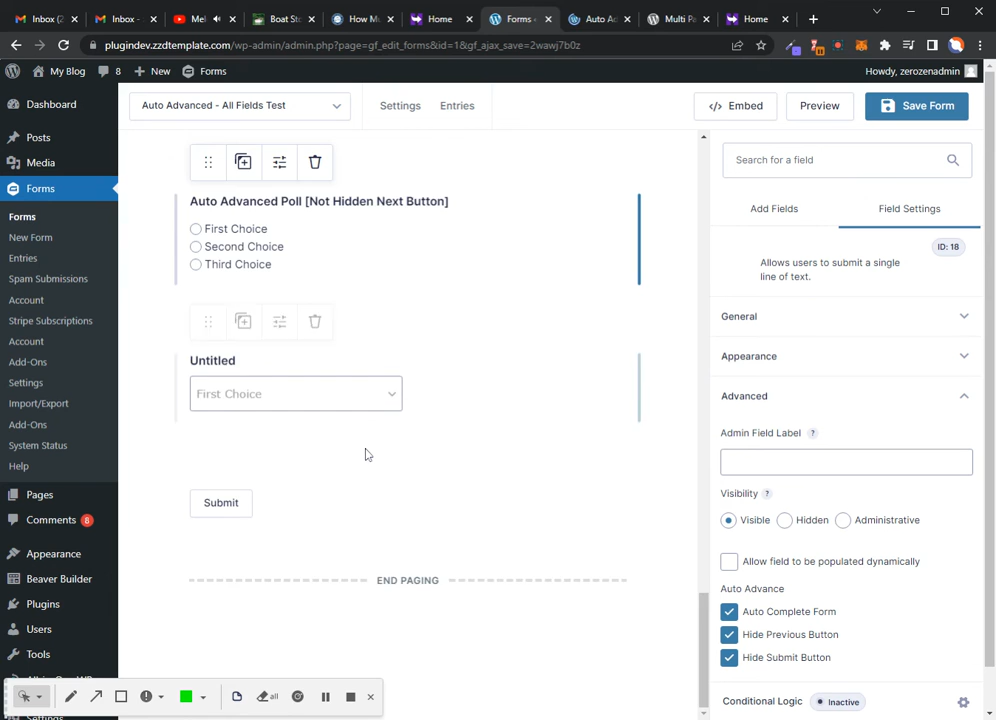 Inbox (2
Inbox -
Mel
Boat Sto
How Mu
Home
Forms
Auto Ad
Multi Pa
Home
plugindev.zzdtemplate.com/wp-admin/admin.php?page=gf_edit_forms&id=1&gf_ajax_save=2wawj7b0z
My Blog 8 + New Forms Howdy, zerozenadmin
Dashboard
Posts
Media
Forms
Forms
New Form
Entries
Spam Submissions
Account
Stripe Subscriptions
Account
Add-Ons
Settings
Import/Export
Add-Ons
System Status
Help
Pages
Comments 8
Appearance
Beaver Builder
Plugins
Users
Tools
Settings
Auto Advanced - All Fields Test
Settings
Entries
</> Embed
Preview
Save Form
Auto Advanced Poll [Not Hidden Next Button]
First Choice
Second Choice
Third Choice
Untitled
First Choice
Submit
END PAGING
Search for a field
Add Fields
Field Settings
ID: 18
Allows users to submit a single
line of text.
General
Appearance
Advanced
Admin Field Label ?
Visibility ?
Visible Hidden Administrative
Allow field to be populated dynamically
Auto Advance
Auto Complete Form
Hide Previous Button
Hide Submit Button
Conditional Logic Inactive
all